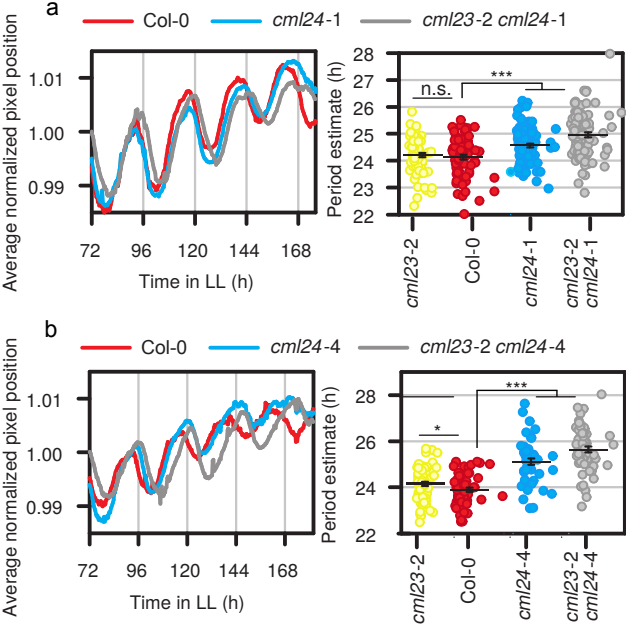 a
Col-0 cml24-1 cml23-2 cml24-1
Average normalized pixel position
1.01
1.00
0.99
72 96 120 144 168
Time in LL (h)
Period estimate (h)
28
27
26
25
24
23
22
n.s.
***
cml23-2
Col-0
cml24-1
cml23-2
cml24-1
b
Col-0 cml24-4 cml23-2 cml24-4
Average normalized pixel position
1.01
1.00
0.99
72 96 120 144 168
Time in LL (h)
Period estimate (h)
28
26
24
22
*
***
cml23-2
Col-0
cml24-4
cml23-2
cml24-4